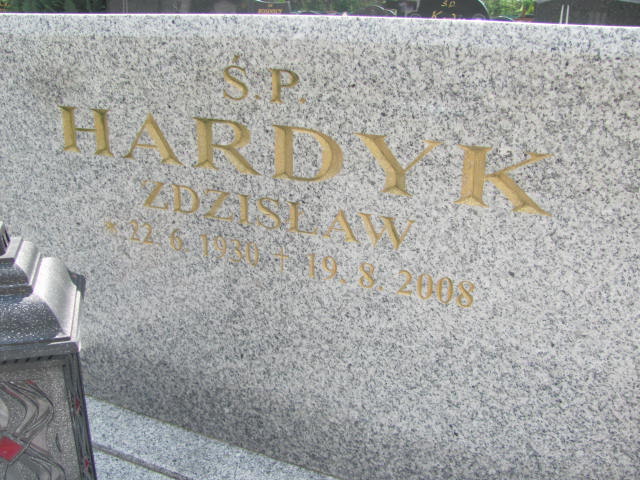 Ś.P.
HARDYK
ZDZISŁAW
* 22. 6. 1930 † 19. 8. 2008